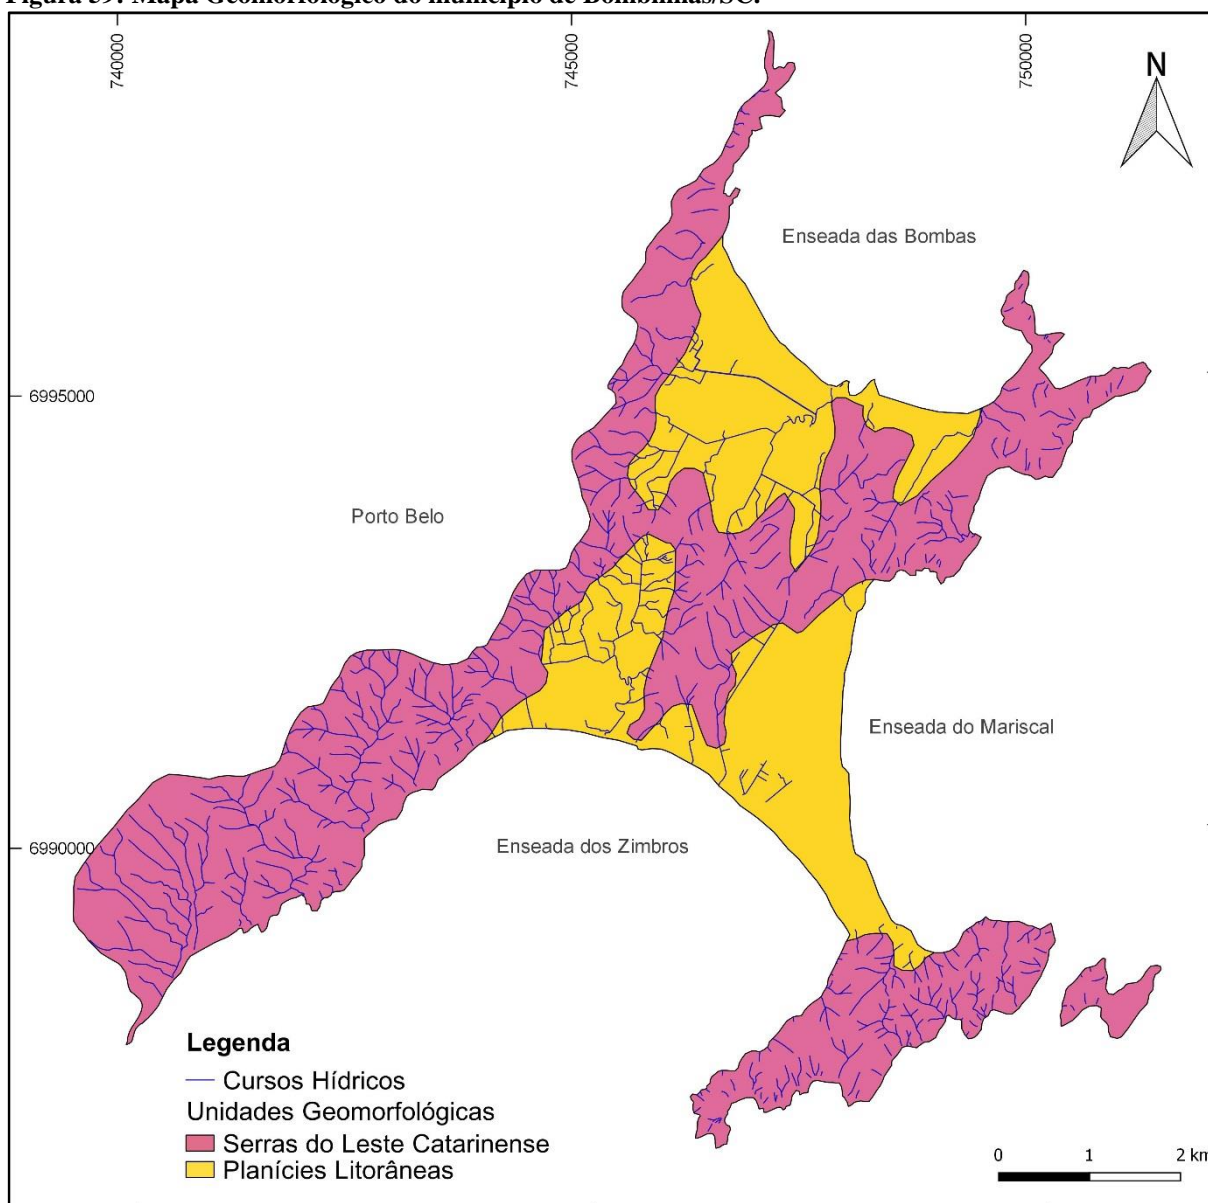 Figura 39: Mapa Geomorfológico do município de Bombinhas/SC.
740000
745000
750000
N
Enseada das Bombas
6995000
Porto Belo
Enseada do Mariscal
Enseada dos Zimbros
6990000
Legenda
Cursos Hídricos
Unidades Geomorfológicas
Serras do Leste Catarinense
Planícies Litorâneas
0 1 2 km